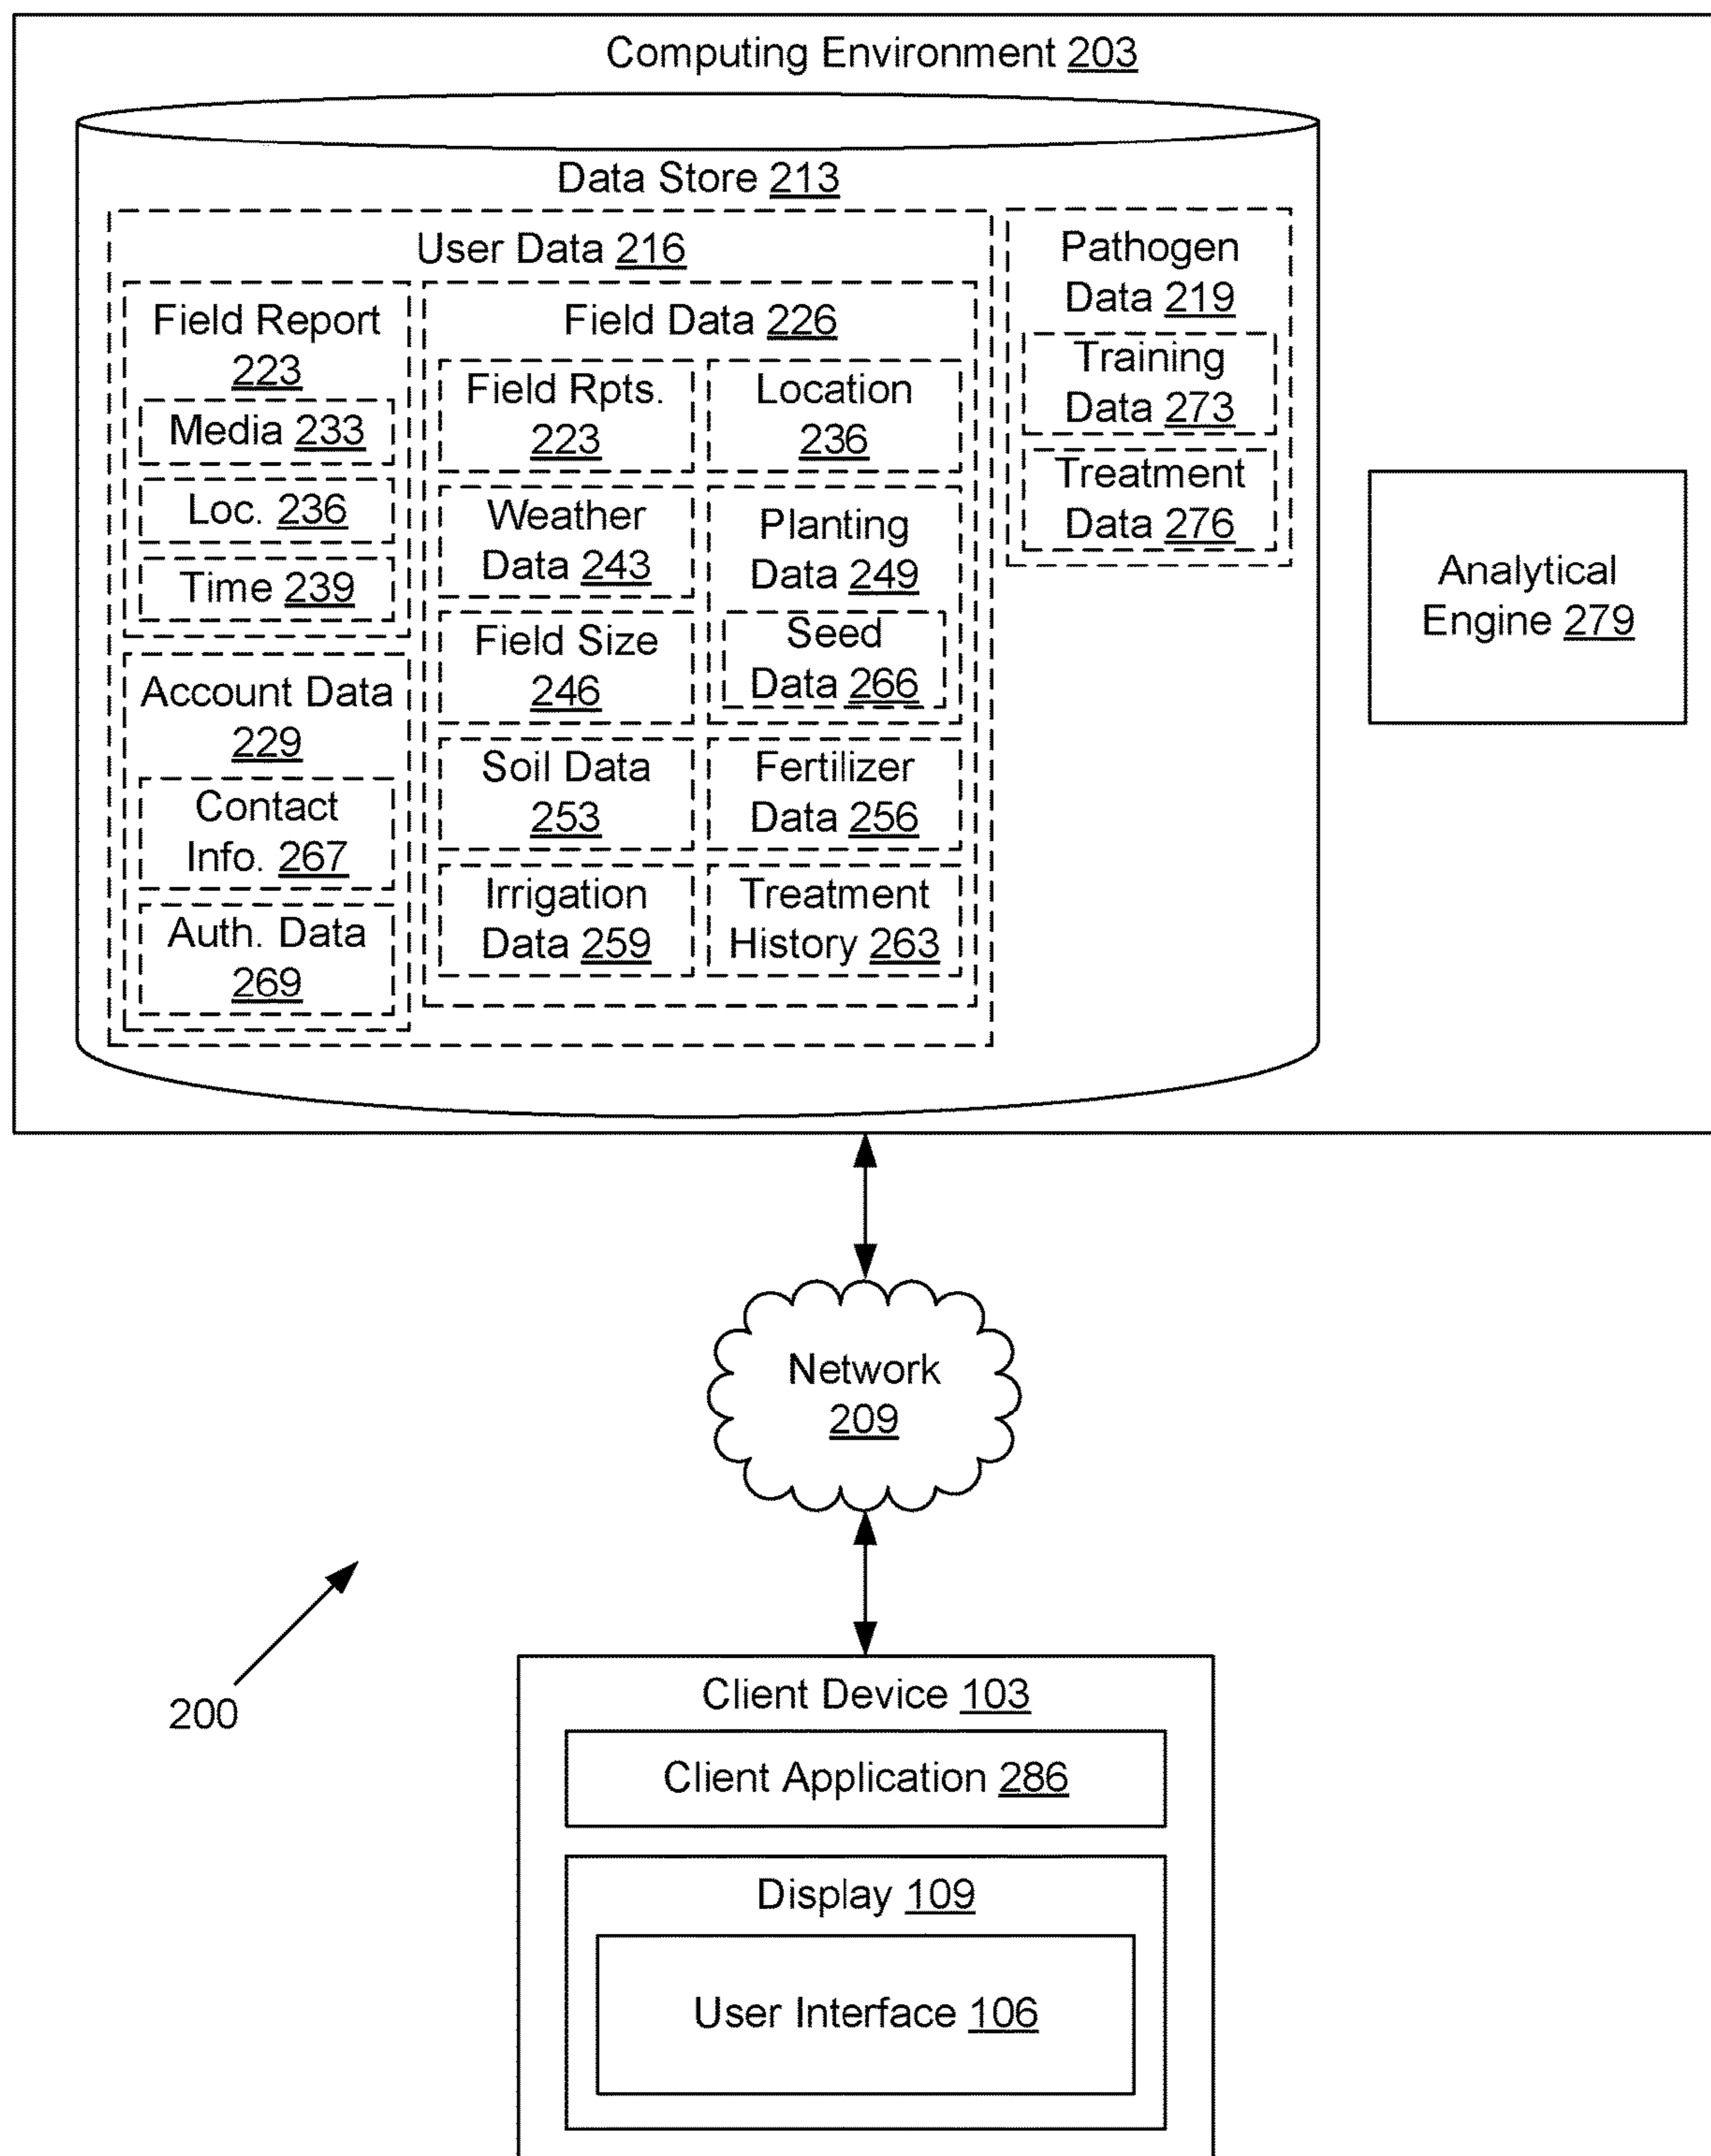 Computing Environment 203
Data Store 213
User Data 216
Field Report
223
Media 233
Loc. 236
Time 239
Account Data
229
Contact
Info. 267
Auth. Data
269
Field Data 226
Field Rpts.
223
Location
236
Weather
Data 243
Planting
Data 249
Seed
Data 266
Field Size
246
Soil Data
253
Fertilizer
Data 256
Irrigation
Data 259
Treatment
History 263
Pathogen
Data 219
Training
Data 273
Treatment
Data 276
Analytical
Engine 279
Network
209
200
Client Device 103
Client Application 286
Display 109
User Interface 106